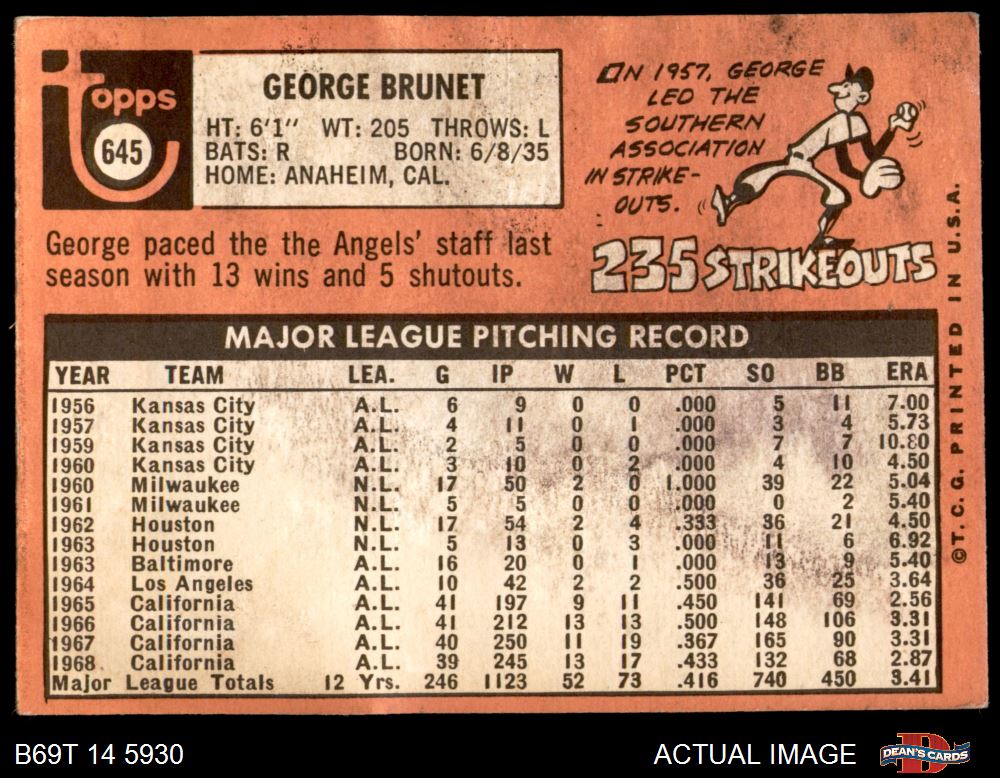 Topps
645
GEORGE BRUNET
HT: 6'1" WT: 205 THROWS: L
BATS: R BORN: 6/8/35
HOME: ANAHEIM, CAL.
George paced the the Angels' staff last
season with 13 wins and 5 shutouts.
IN 1957, GEORGE
LED THE
SOUTHERN
ASSOCIATION
IN STRIKE-
OUTS.
235 STRIKEOUTS
MAJOR LEAGUE PITCHING RECORD
YEAR TEAM LEA. G IP W L PCT SO BB ERA
1956 Kansas City A.L. 6 9 0 0 .000 5 11 7.00
1957 Kansas City A.L. 4 11 0 1 .000 3 4 5.73
1959 Kansas City A.L. 2 5 0 0 .000 7 7 10.80
1960 Kansas City A.L. 3 10 0 2 .000 4 10 4.50
1960 Milwaukee N.L. 17 50 2 0 1.000 39 22 5.04
1961 Milwaukee N.L. 5 5 0 0 .000 0 2 5.40
1962 Houston N.L. 17 54 2 4 .333 36 21 4.50
1963 Houston N.L. 5 13 0 3 .000 11 6 6.92
1963 Baltimore A.L. 16 20 0 1 .000 13 9 5.40
1964 Los Angeles A.L. 10 42 2 2 .500 36 25 3.64
1965 California A.L. 41 197 9 11 .450 141 69 2.56
1966 California A.L. 41 212 13 13 .500 148 106 3.31
1967 California A.L. 40 250 11 19 .367 165 90 3.31
1968 California A.L. 39 245 13 17 .433 132 68 2.87
Major League Totals 12 Yrs. 246 1123 52 73 .416 740 450 3.41
©T. C. G. PRINTED IN U.S.A.
B69T 14 5930
ACTUAL IMAGE
D
DEAN'S CARDS